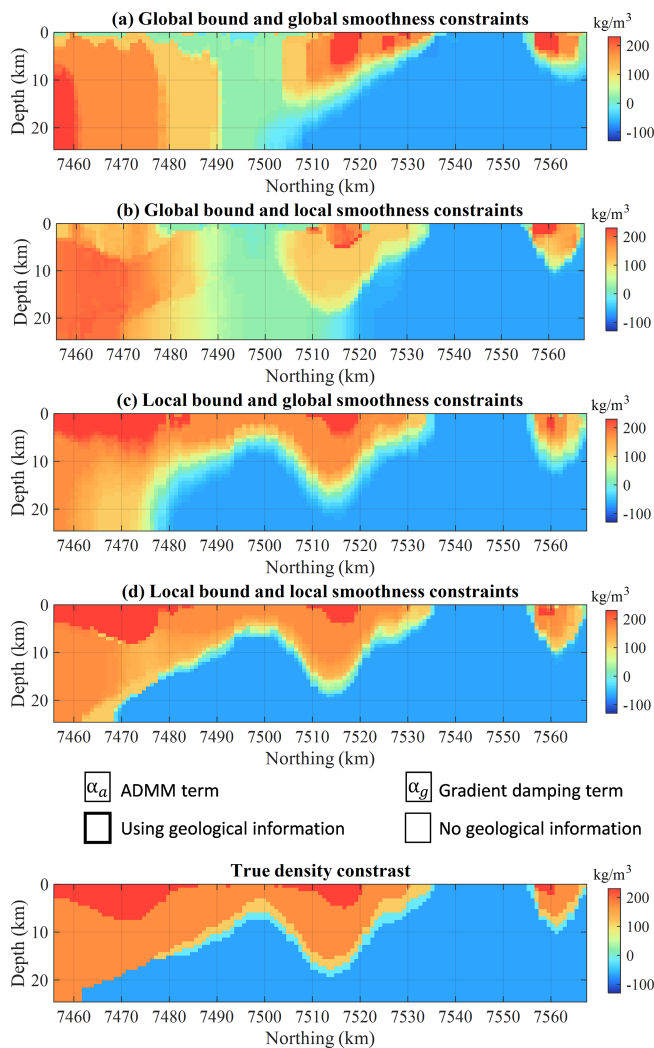 (a) Global bound and global smoothness constraints
kg/m³
Depth (km)
0
10
20
7460 7470 7480 7490 7500 7510 7520 7530 7540 7550 7560
Northing (km)
200
100
0
-100
(b) Global bound and local smoothness constraints
kg/m³
Depth (km)
0
10
20
7460 7470 7480 7490 7500 7510 7520 7530 7540 7550 7560
Northing (km)
200
100
0
-100
(c) Local bound and global smoothness constraints
kg/m³
Depth (km)
0
10
20
7460 7470 7480 7490 7500 7510 7520 7530 7540 7550 7560
Northing (km)
200
100
0
-100
(d) Local bound and local smoothness constraints
kg/m³
Depth (km)
0
10
20
7460 7470 7480 7490 7500 7510 7520 7530 7540 7550 7560
Northing (km)
200
100
0
-100
αₐ ADMM term
α_g Gradient damping term
Using geological information
No geological information
True density constrast
kg/m³
Depth (km)
0
10
20
7460 7470 7480 7490 7500 7510 7520 7530 7540 7550 7560
Northing (km)
200
100
0
-100